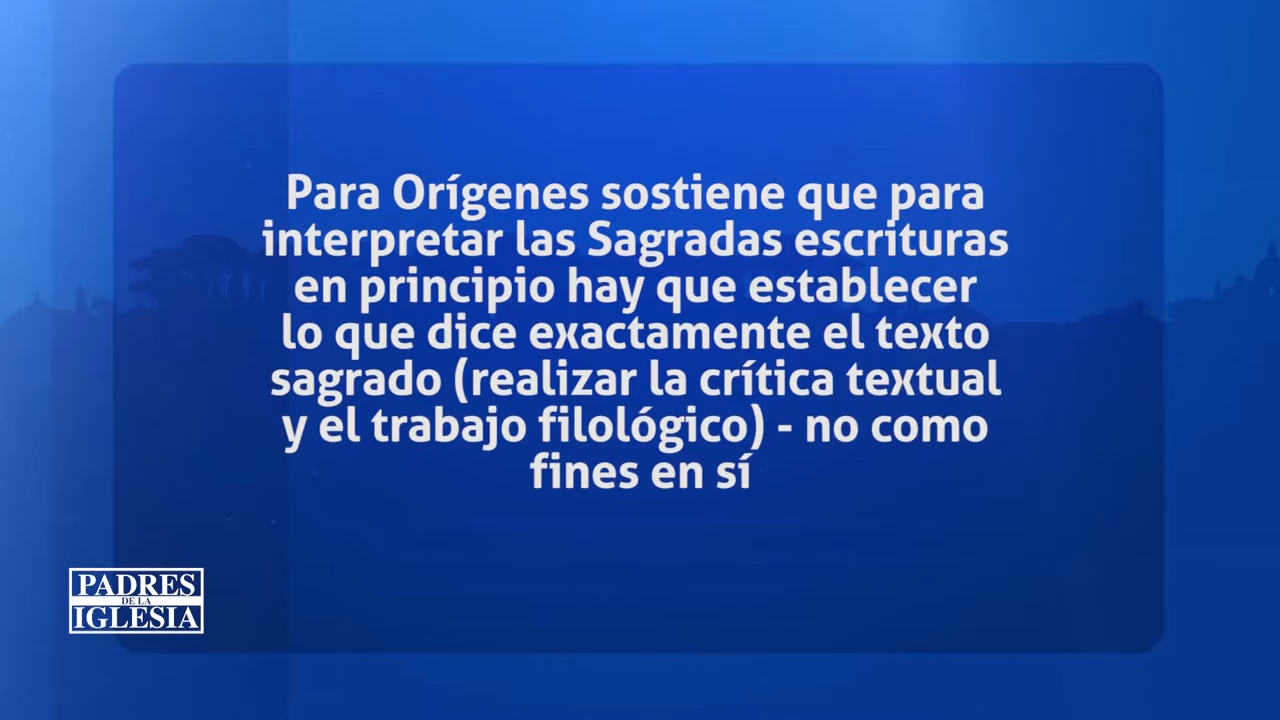 Para Orígenes sostiene que para
interpretar las Sagradas escrituras
en principio hay que establecer
lo que dice exactamente el texto
sagrado (realizar la crítica textual
y el trabajo filológico) - no como
fines en sí
PADRES
DE LA
IGLESIA